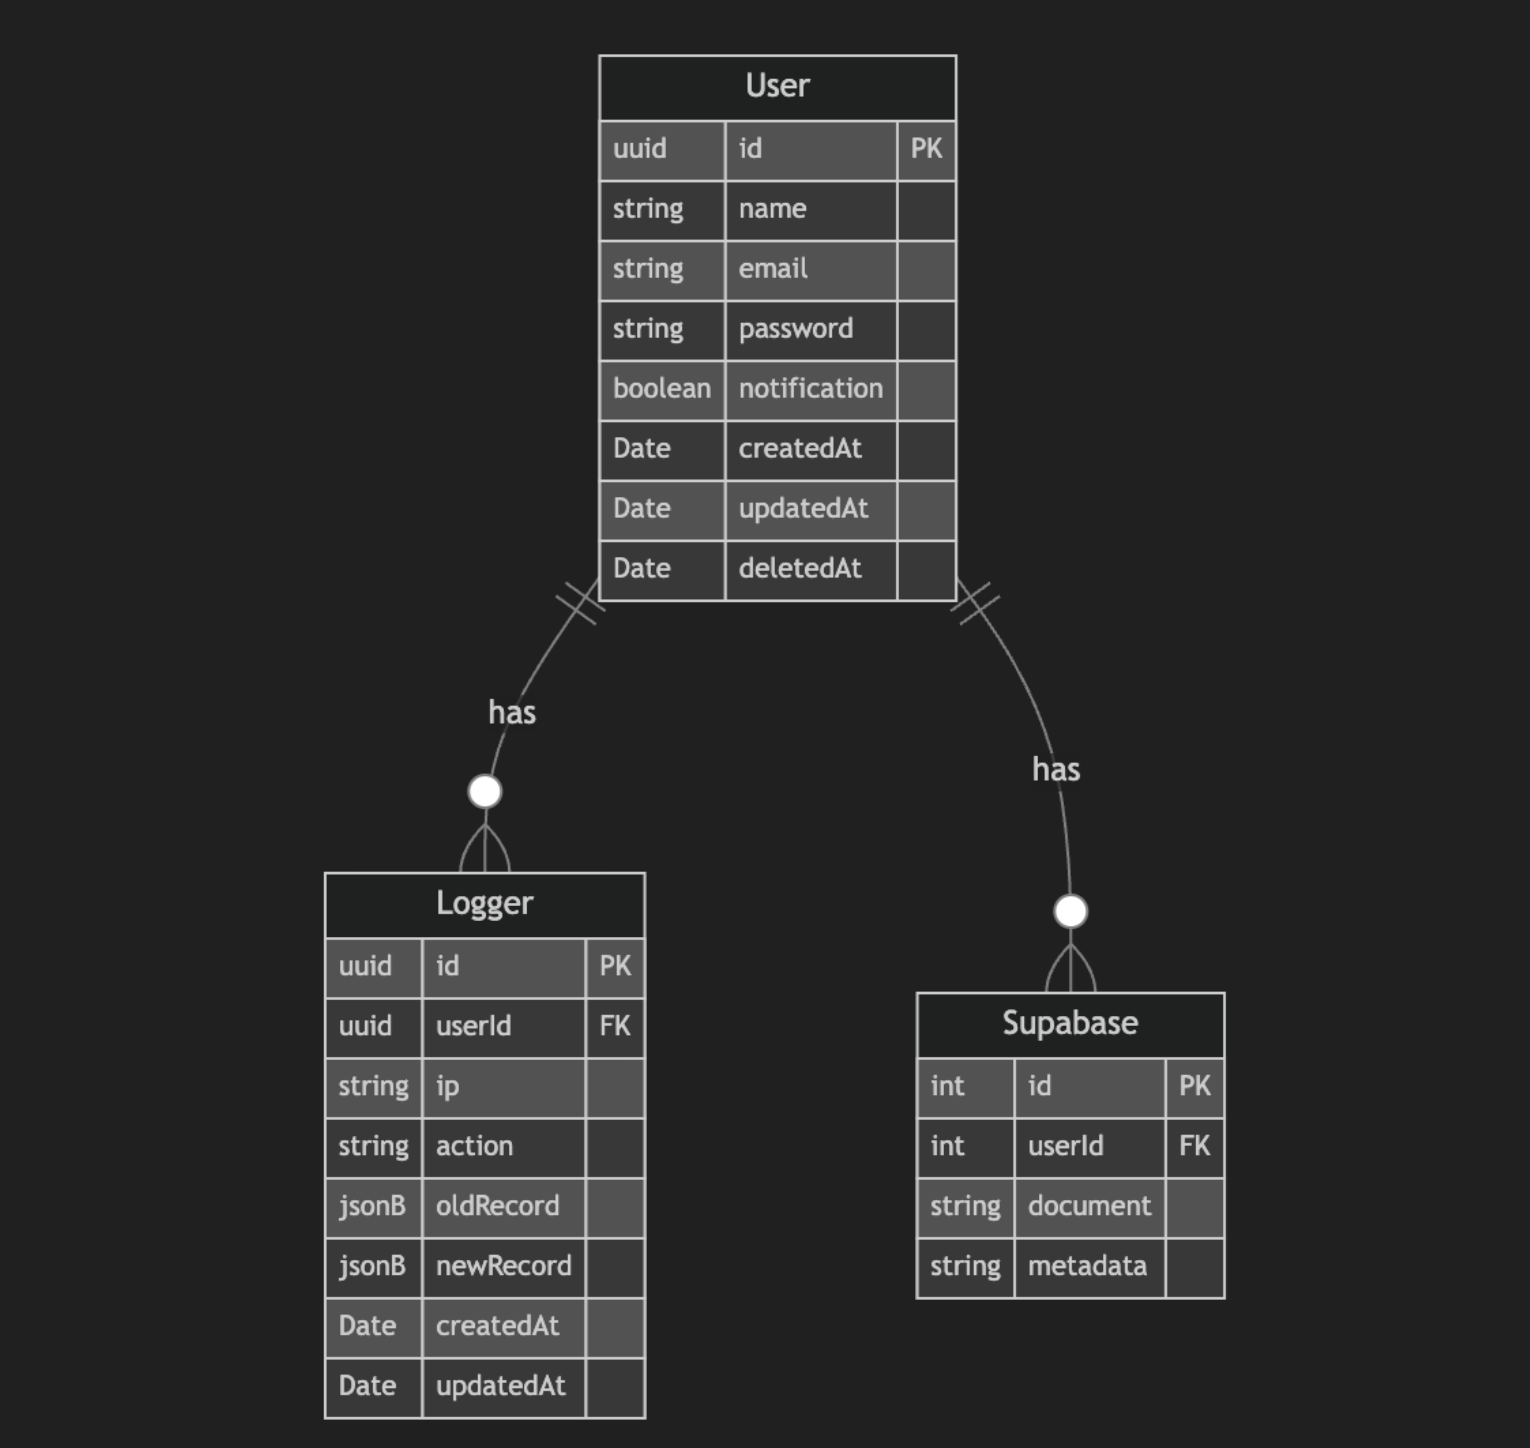 User
uuid id PK
string name
string email
string password
boolean notification
Date createdAt
Date updatedAt
Date deletedAt
has
has
Logger
uuid id PK
uuid userId FK
string ip
string action
jsonB oldRecord
jsonB newRecord
Date createdAt
Date updatedAt
Supabase
int id PK
int userId FK
string document
string metadata